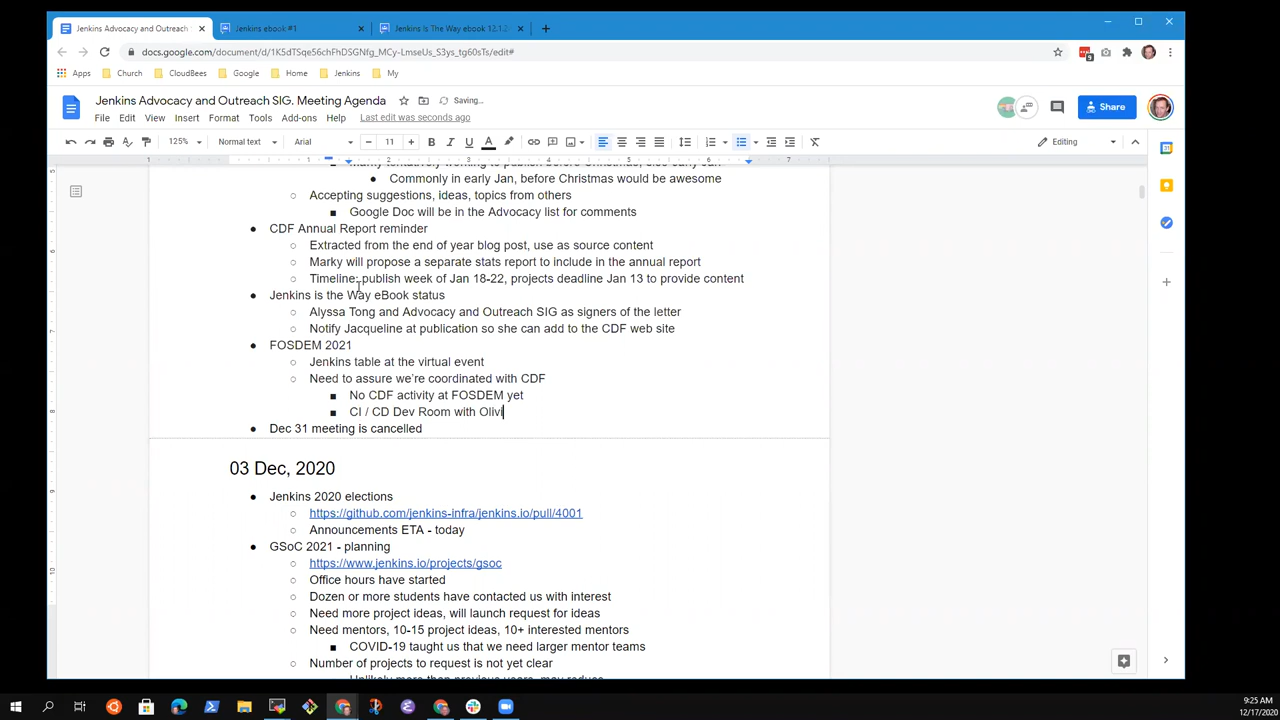 Jenkins Advocacy and Outreach
Jenkins ebook #1
Jenkins Is The Way ebook 12.1.2
docs.google.com/document/d/1K5dTSqe56chFhDSGNfg_MCy-LmseUs_S3ys_tg60sTs/edit#
Apps Church CloudBees Google Home Jenkins My
Jenkins Advocacy and Outreach SIG. Meeting Agenda
Saving...
File Edit View Insert Format Tools Add-ons Help Last edit was seconds ago
Share
125% Normal text Arial 11 B I U A Editing
1 1 2 3 4 5 6 7
Commonly in early Jan, before Christmas would be awesome
Accepting suggestions, ideas, topics from others
Google Doc will be in the Advocacy list for comments
CDF Annual Report reminder
Extracted from the end of year blog post, use as source content
Marky will propose a separate stats report to include in the annual report
Timeline: publish week of Jan 18-22, projects deadline Jan 13 to provide content
Jenkins is the Way eBook status
Alyssa Tong and Advocacy and Outreach SIG as signers of the letter
Notify Jacqueline at publication so she can add to the CDF web site
FOSDEM 2021
Jenkins table at the virtual event
Need to assure we're coordinated with CDF
No CDF activity at FOSDEM yet
CI / CD Dev Room with Olivi
Dec 31 meeting is cancelled
03 Dec, 2020
Jenkins 2020 elections
https://github.com/jenkins-infra/jenkins.io/pull/4001
Announcements ETA - today
GSoC 2021 - planning
https://www.jenkins.io/projects/gsoc
Office hours have started
Dozen or more students have contacted us with interest
Need more project ideas, will launch request for ideas
Need mentors, 10-15 project ideas, 10+ interested mentors
COVID-19 taught us that we need larger mentor teams
Number of projects to request is not yet clear
9:25 AM
12/17/2020